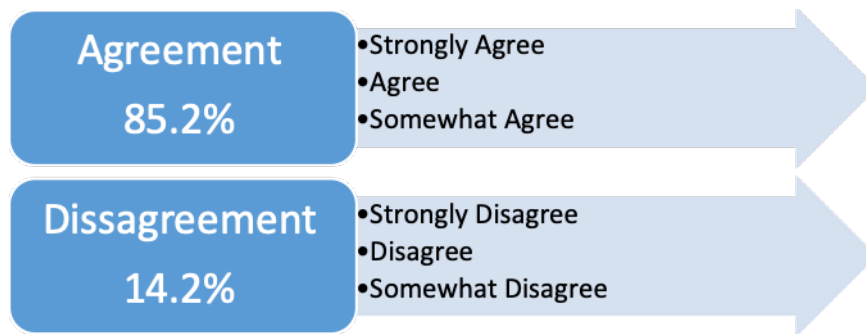 Agreement
85.2%
•Strongly Agree
•Agree
•Somewhat Agree
Dissagreement
14.2%
•Strongly Disagree
•Disagree
•Somewhat Disagree